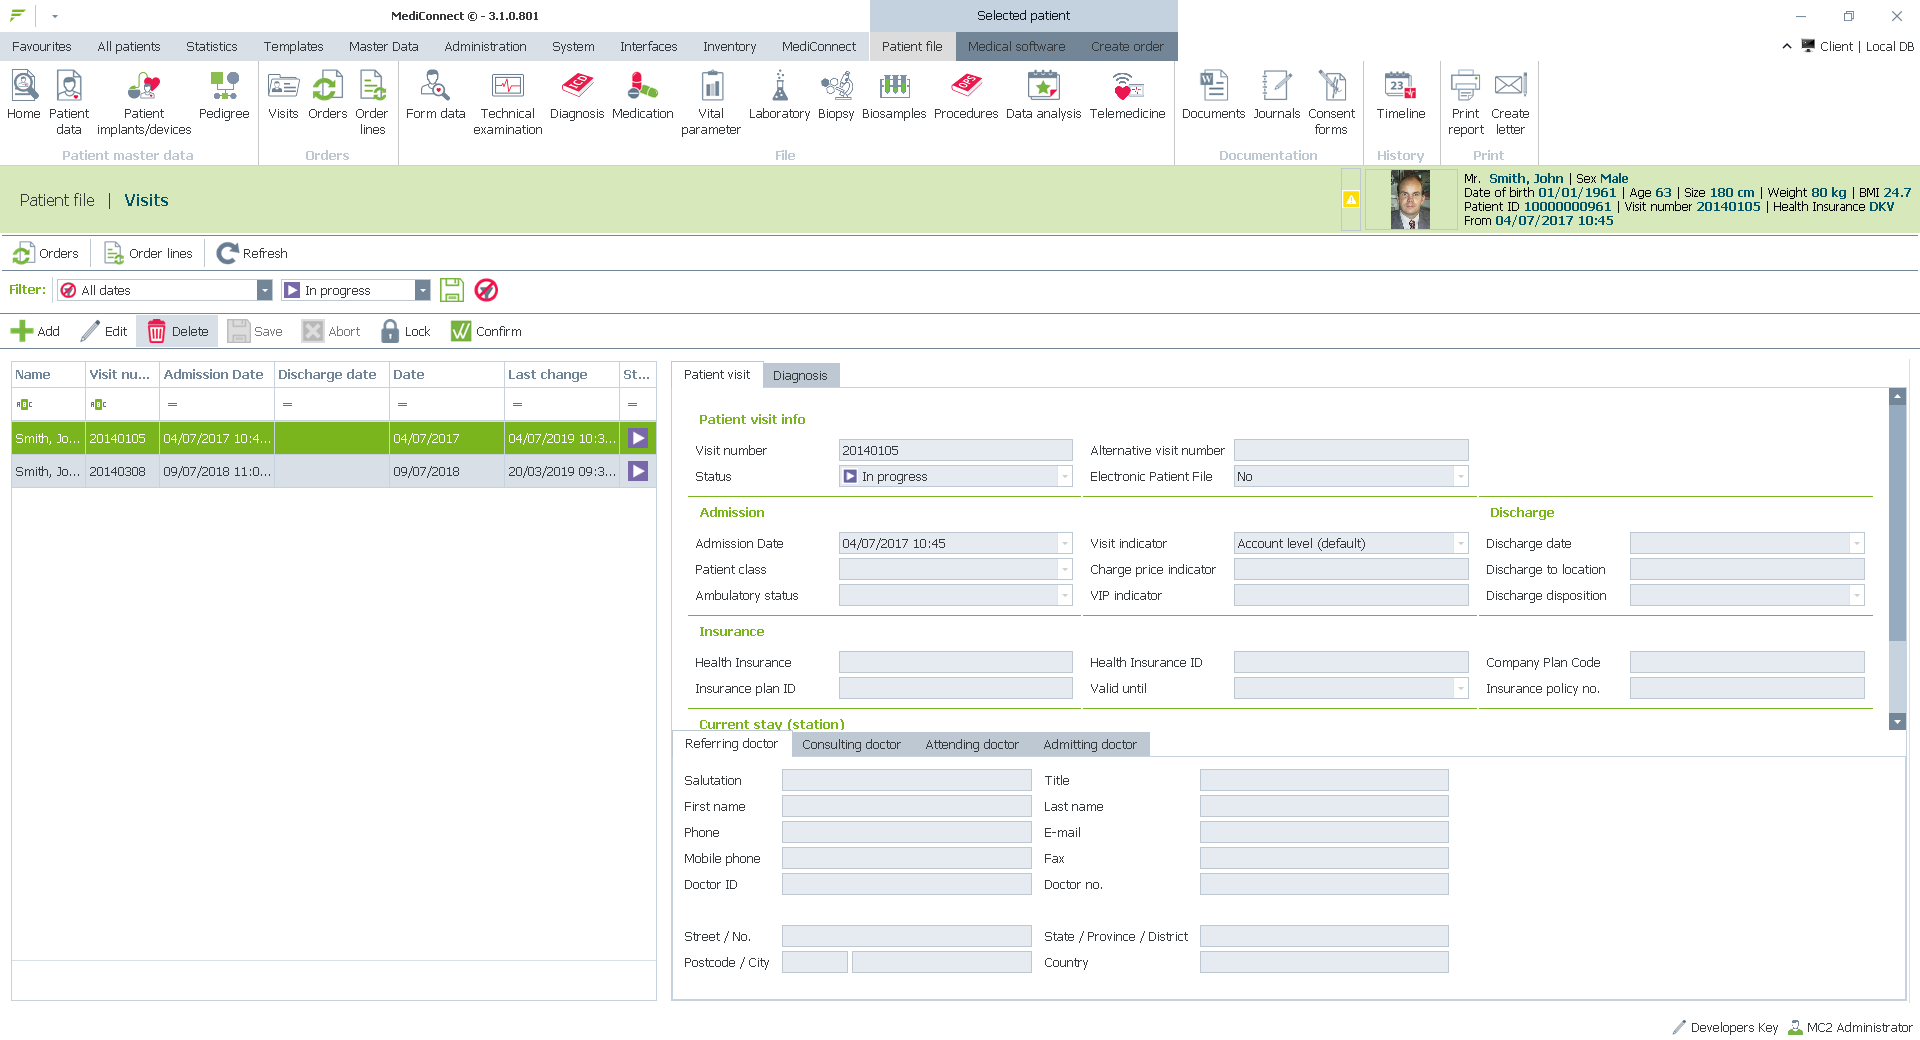 MediConnect © - 3.1.0.801
Selected patient
Favourites All patients Statistics Templates Master Data Administration System Interfaces Inventory MediConnect Patient file Medical software Create order
Client | Local DB
Home Patient data Patient implants/devices Pedigree Visits Orders Order lines Form data Technical examination Diagnosis Medication Vital parameter Laboratory Biopsy Biosamples Procedures Data analysis Telemedicine Documents Journals Consent forms Timeline Print report Create letter
Patient master data Orders File Documentation History Print
Patient file | Visits
Mr. Smith, John | Sex Male
Date of birth 01/01/1961 | Age 63 | Size 180 cm | Weight 80 kg | BMI 24.7
Patient ID 10000000961 | Visit number 20140105 | Health Insurance DKV
From 04/07/2017 10:45
Orders Order lines Refresh
Filter: All dates In progress
Add Edit Delete Save Abort Lock Confirm
Name Visit nu... Admission Date Discharge date Date Last change St...
Smith, Jo... 20140105 04/07/2017 10:4... 04/07/2017 04/07/2019 10:3...
Smith, Jo... 20140308 09/07/2018 11:0... 09/07/2018 20/03/2019 09:3...
Patient visit Diagnosis
Patient visit info
Visit number 20140105 Alternative visit number
Status In progress Electronic Patient File No
Admission Discharge
Admission Date 04/07/2017 10:45 Visit indicator Account level (default) Discharge date
Patient class Charge price indicator Discharge to location
Ambulatory status VIP indicator Discharge disposition
Insurance
Health Insurance Health Insurance ID Company Plan Code
Insurance plan ID Valid until Insurance policy no.
Current stay (station)
Referring doctor Consulting doctor Attending doctor Admitting doctor
Salutation Title
First name Last name
Phone E-mail
Mobile phone Fax
Doctor ID Doctor no.
Street / No. State / Province / District
Postcode / City Country
Developers Key MC2 Administrator